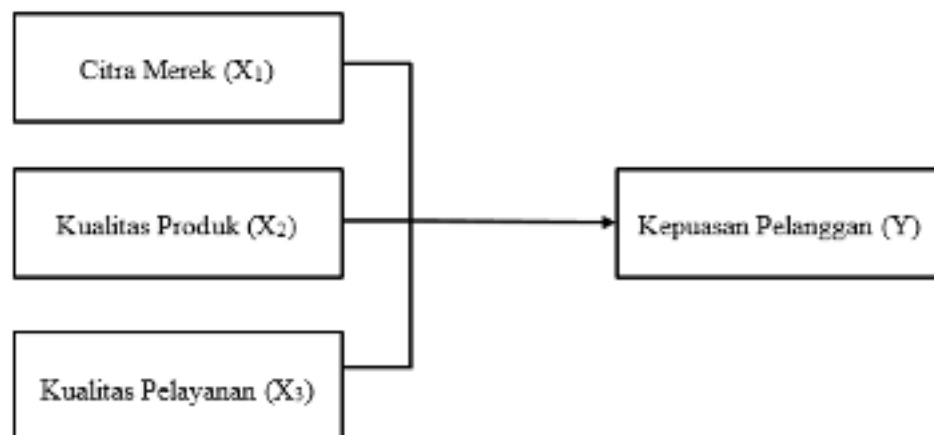 Citra Merek (X₁)
Kualitas Produk (X₂)
Kepuasan Pelanggan (Y)
Kualitas Pelayanan (X₃)